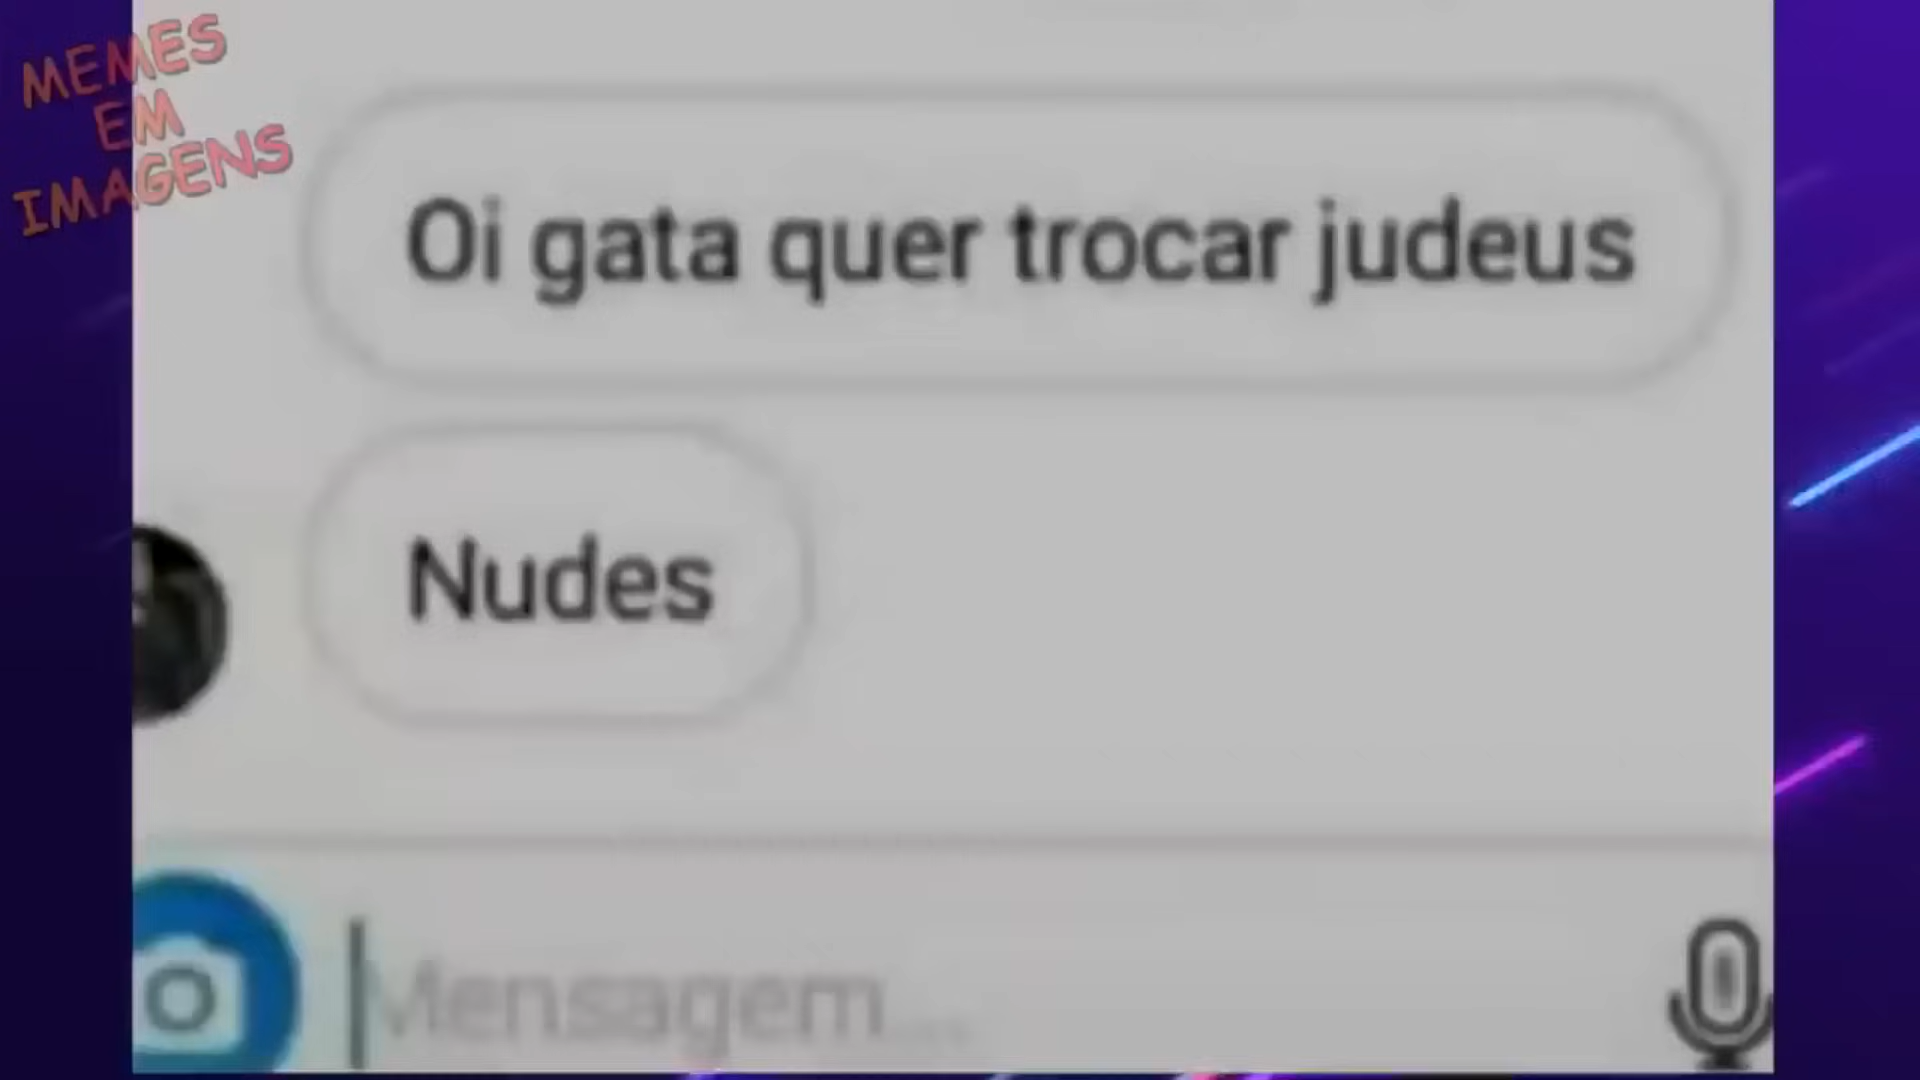 MEMES
EM
IMAGENS
Oi gata quer trocar judeus
Nudes
Mensagem...